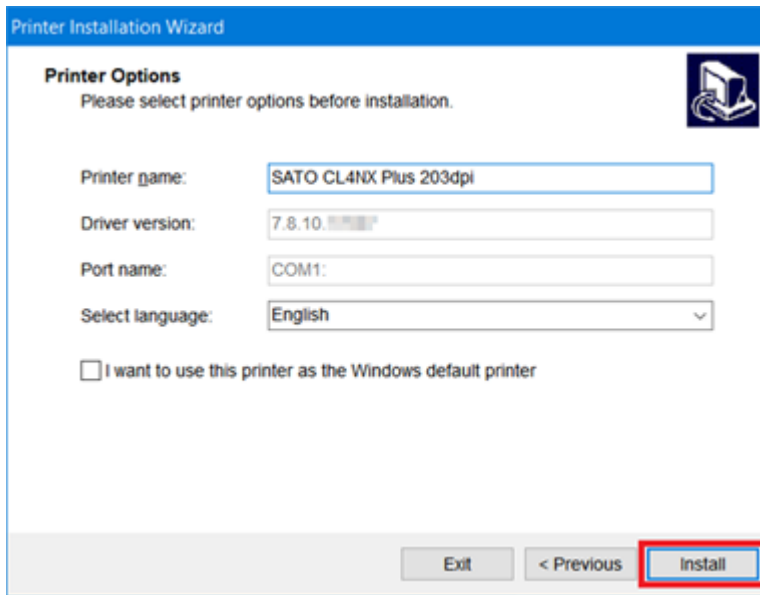 Printer Installation Wizard
Printer Options
Please select printer options before installation.
Printer name:
SATO CL4NX Plus 203dpi
Driver version:
7.8.10.
Port name:
COM1:
Select language:
English
I want to use this printer as the Windows default printer
Exit
< Previous
Install